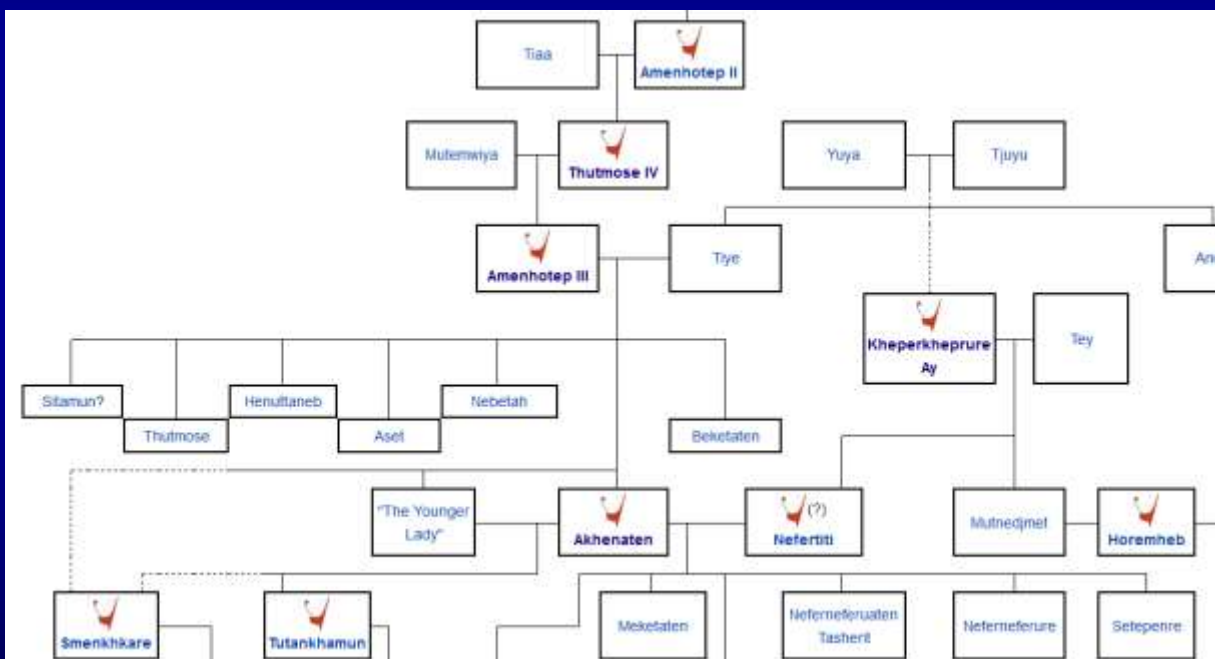 Tiaa
Amenhotep II
Mutemwiya
Thutmose IV
Yuya
Tjuyu
Amenhotep III
Tiye
Kheperkheprure
Ay
Tey
Sitamun?
Henuttaneb
Nebetah
Thutmose
Aset
Beketaten
"The Younger
Lady"
Akhenaten
(?)
Nefertiti
Mutnedjmet
Horemheb
Smenkhkare
Tutankhamun
Meketaten
Neferneferuaten
Tasherit
Neferneferure
Setepenre